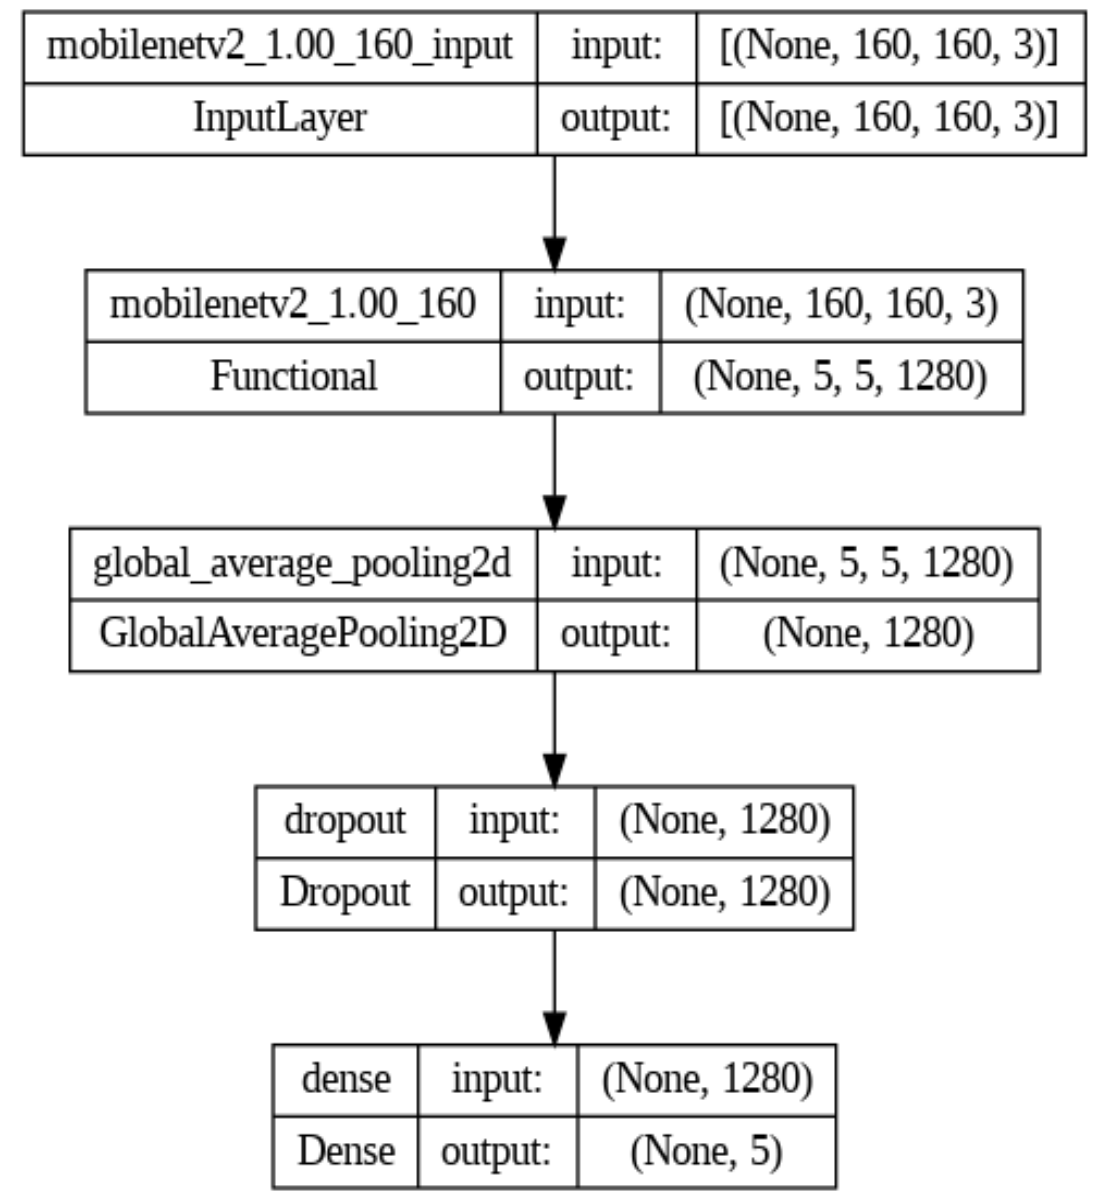 mobilenetv2_1.00_160_input input: [(None, 160, 160, 3)]
InputLayer output: [(None, 160, 160, 3)]
mobilenetv2_1.00_160 input: (None, 160, 160, 3)
Functional output: (None, 5, 5, 1280)
global_average_pooling2d input: (None, 5, 5, 1280)
GlobalAveragePooling2D output: (None, 1280)
dropout input: (None, 1280)
Dropout output: (None, 1280)
dense input: (None, 1280)
Dense output: (None, 5)